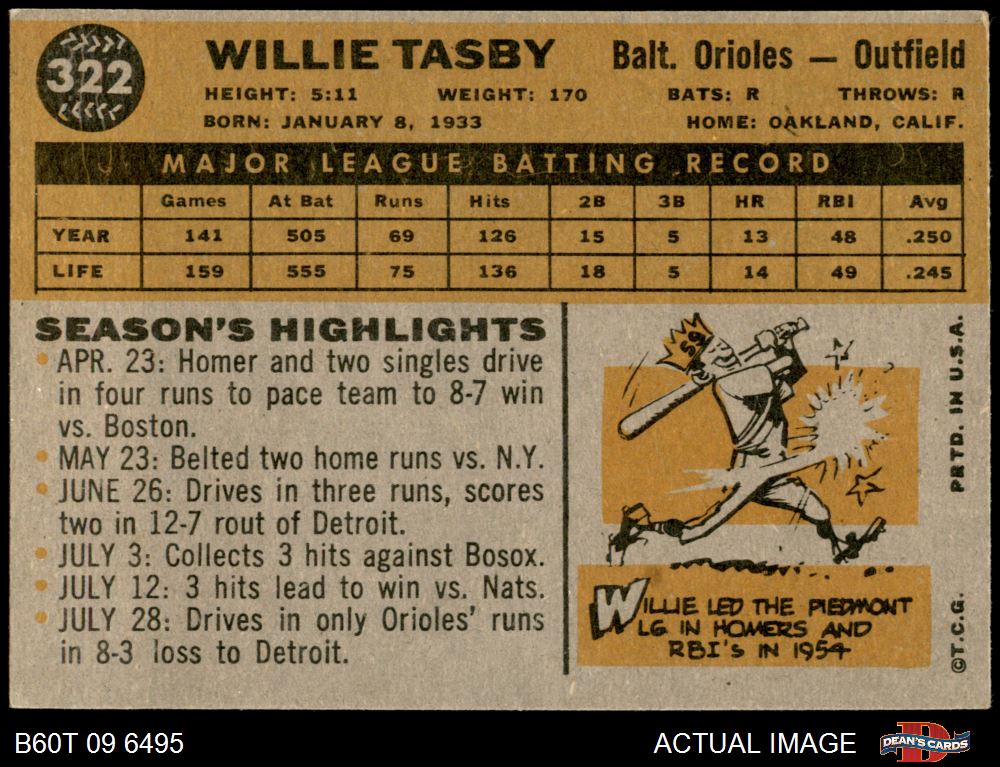 322
WILLIE TASBY
Balt. Orioles — Outfield
HEIGHT: 5:11 WEIGHT: 170 BATS: R THROWS: R
BORN: JANUARY 8, 1933 HOME: OAKLAND, CALIF.
MAJOR LEAGUE BATTING RECORD
Games At Bat Runs Hits 2B 3B HR RBI Avg
YEAR 141 505 69 126 15 5 13 48 .250
LIFE 159 555 75 136 18 5 14 49 .245
SEASON'S HIGHLIGHTS
• APR. 23: Homer and two singles drive
in four runs to pace team to 8-7 win
vs. Boston.
• MAY 23: Belted two home runs vs. N.Y.
• JUNE 26: Drives in three runs, scores
two in 12-7 rout of Detroit.
• JULY 3: Collects 3 hits against Bosox.
• JULY 12: 3 hits lead to win vs. Nats.
• JULY 28: Drives in only Orioles' runs
in 8-3 loss to Detroit.
59
WILLIE LED THE PIEDMONT
LG IN HOMERS AND
RBI'S IN 1954
PRTD. IN U.S.A.
©T.C.G.
B60T 09 6495
ACTUAL IMAGE
D
DEAN'S CARDS